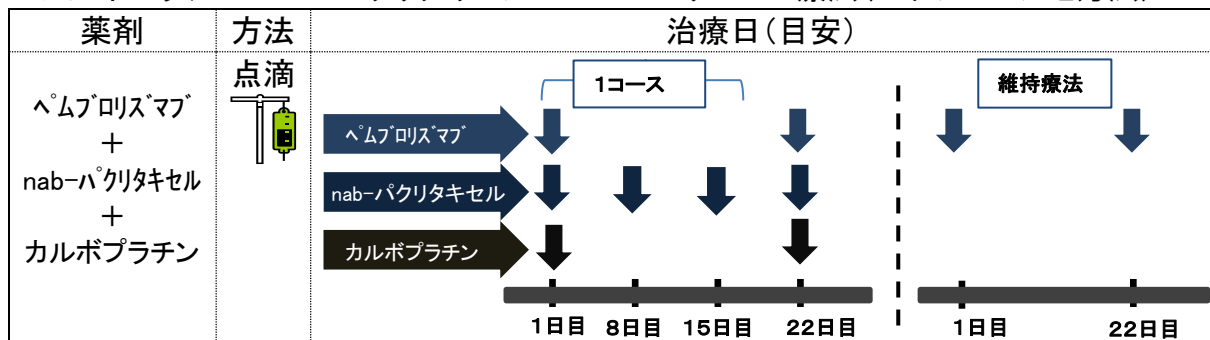 薬剤
方法
治療日(目安)
ペムブロリズマブ
+
nab-パクリタキセル
+
カルボプラチン
点滴
1コース
維持療法
ペムブロリズマブ
nab-パクリタキセル
カルボプラチン
1日目 8日目 15日目 22日目
1日目 22日目